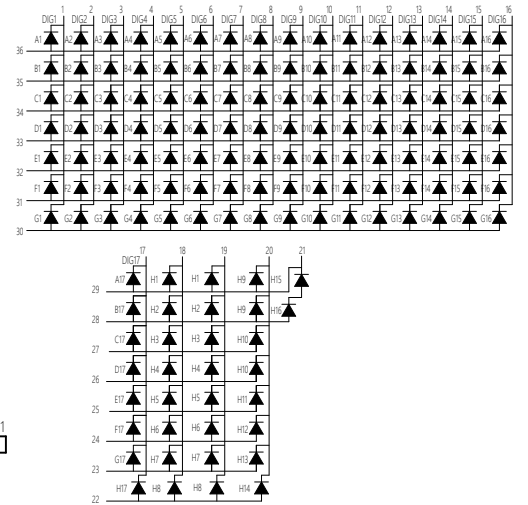 1 2 3 4 5 6 7 8 9 10 11 12 13 14 15 16
DIG1 DIG2 DIG3 DIG4 DIG5 DIG6 DIG7 DIG8 DIG9 DIG10 DIG11 DIG12 DIG13 DIG14 DIG15 DIG16
A1 A2 A3 A4 A5 A6 A7 A8 A9 A10 A11 A12 A13 A14 A15 A16
36
B1 B2 B3 B4 B5 B6 B7 B8 B9 B10 B11 B12 B13 B14 B15 B16
35
C1 C2 C3 C4 C5 C6 C7 C8 C9 C10 C11 C12 C13 C14 C15 C16
34
D1 D2 D3 D4 D5 D6 D7 D8 D9 D10 D11 D12 D13 D14 D15 D16
33
E1 E2 E3 E4 E5 E6 E7 E8 E9 E10 E11 E12 E13 E14 E15 E16
32
F1 F2 F3 F4 F5 F6 F7 F8 F9 F10 F11 F12 F13 F14 F15 F16
31
G1 G2 G3 G4 G5 G6 G7 G8 G9 G10 G11 G12 G13 G14 G15 G16
30
17 18 19 20 21
DIG17
A17 H1 H1 H9 H15
29
B17 H2 H2 H9 H16
28
C17 H3 H3 H10
27
D17 H4 H4 H10
26
E17 H5 H5 H11
25
F17 H6 H6 H12
24
G17 H7 H7 H13
23
H17 H8 H8 H14
22
1